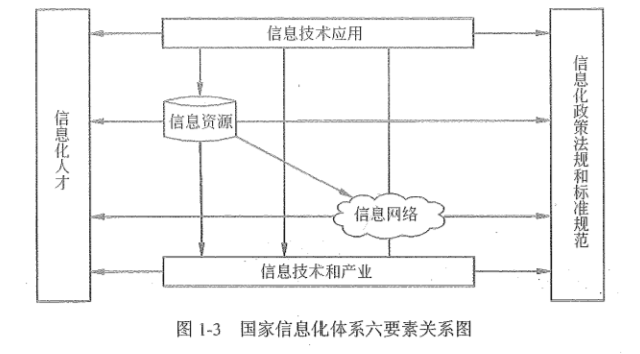 信息技术应用
信息化人才
信息资源
信息化政策法规和标准规范
信息网络
信息技术和产业
图 1-3 国家信息化体系六要素关系图